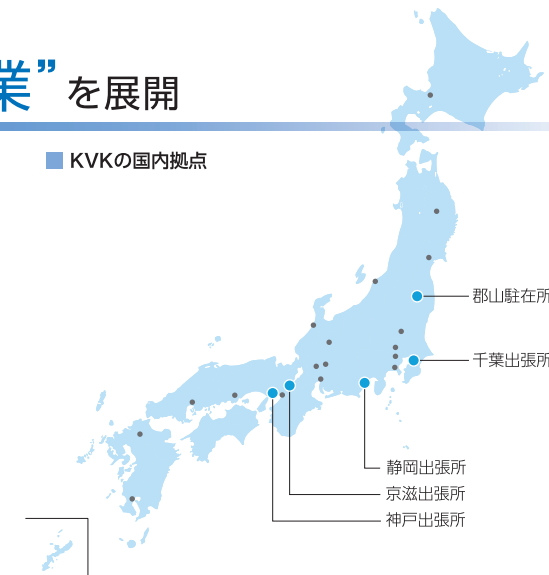 業”を展開
KVKの国内拠点
郡山駐在所
千葉出張所
静岡出張所
京滋出張所
神戸出張所